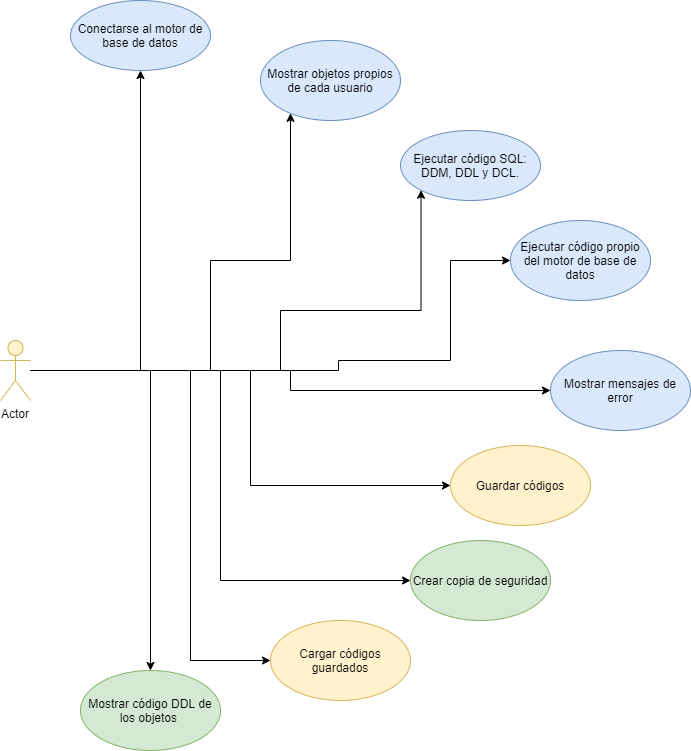 Conectarse al motor de
base de datos
Mostrar objetos propios
de cada usuario
Ejecutar código SQL:
DDM, DDL y DCL.
Ejecutar código propio
del motor de base de
datos
Mostrar mensajes de
error
Actor
Guardar códigos
Crear copia de seguridad
Cargar códigos
guardados
Mostrar código DDL de
los objetos